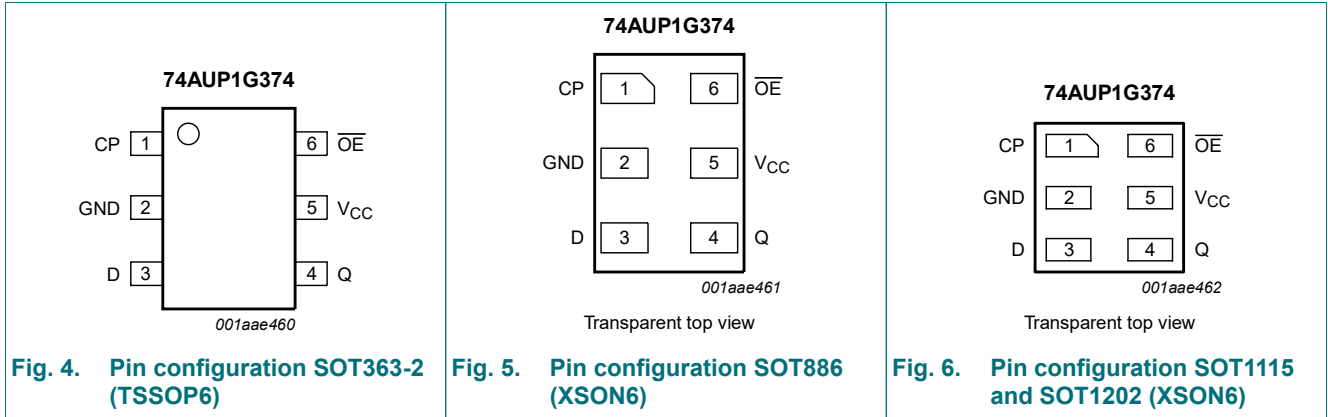 74AUP1G374
CP 1 6 OE
GND 2 5 VCC
D 3 4 Q
001aae460
Fig. 4. Pin configuration SOT363-2
(TSSOP6)
74AUP1G374
CP 1 6 OE
GND 2 5 VCC
D 3 4 Q
001aae461
Transparent top view
Fig. 5. Pin configuration SOT886
(XSON6)
74AUP1G374
CP 1 6 OE
GND 2 5 VCC
D 3 4 Q
001aae462
Transparent top view
Fig. 6. Pin configuration SOT1115
and SOT1202 (XSON6)